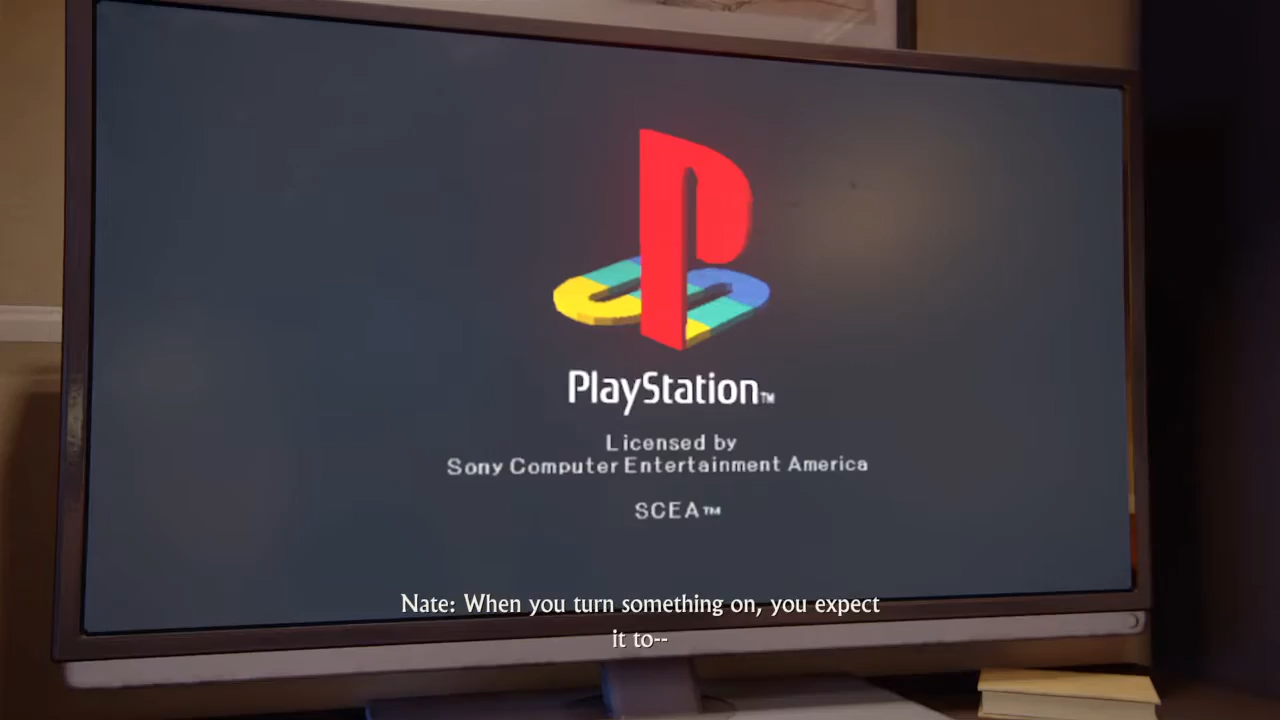 PlayStation™
Licensed by
Sony Computer Entertainment America
SCEA™
Nate: When you turn something on, you expect
it to--